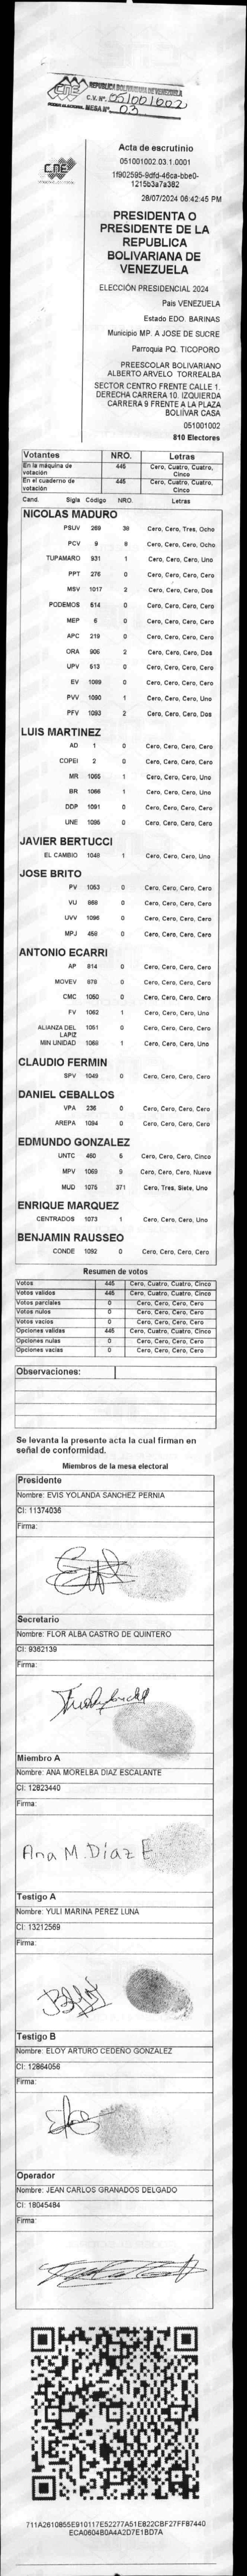 CNE
REPUBLICA BOLIVARIANA DE VENEZUELA
C.V. Nº. 051001002
MESA Nº. 03
CNE
Acta de escrutinio
051001002.03.1.0001
1f902595-9dfd-46ca-bbe0-
1215b3a7a382
28/07/2024 06:42:45 PM
PRESIDENTA O
PRESIDENTE DE LA
REPUBLICA
BOLIVARIANA DE
VENEZUELA
ELECCIÓN PRESIDENCIAL 2024
Pais VENEZUELA
Estado EDO. BARINAS
Municipio MP. A JOSE DE SUCRE
Parroquia PQ. TICOPORO
PREESCOLAR BOLIVARIANO
ALBERTO ARVELO TORREALBA
SECTOR CENTRO FRENTE CALLE 1.
DERECHA CARRERA 10. IZQUIERDA
CARRERA 9 FRENTE A LA PLAZA
BOLIÍVAR CASA
051001002
810 Electores
Votantes NRO. Letras
En la máquina de votación 445 Cero, Cuatro, Cuatro, Cinco
En el cuaderno de votación 445 Cero, Cuatro, Cuatro, Cinco
Cand. Sigla Código NRO. Letras
NICOLAS MADURO
PSUV 269 38 Cero, Cero, Tres, Ocho
PCV 9 8 Cero, Cero, Cero, Ocho
TUPAMARO 931 1 Cero, Cero, Cero, Uno
PPT 276 0 Cero, Cero, Cero, Cero
MSV 1017 2 Cero, Cero, Cero, Dos
PODEMOS 514 0 Cero, Cero, Cero, Cero
MEP 6 0 Cero, Cero, Cero, Cero
APC 219 0 Cero, Cero, Cero, Cero
ORA 906 2 Cero, Cero, Cero, Dos
UPV 513 0 Cero, Cero, Cero, Cero
EV 1089 0 Cero, Cero, Cero, Cero
PVV 1090 1 Cero, Cero, Cero, Uno
PFV 1093 2 Cero, Cero, Cero, Dos
LUIS MARTINEZ
AD 1 0 Cero, Cero, Cero, Cero
COPEI 2 0 Cero, Cero, Cero, Cero
MR 1065 1 Cero, Cero, Cero, Uno
BR 1066 1 Cero, Cero, Cero, Uno
DDP 1091 0 Cero, Cero, Cero, Cero
UNE 1095 0 Cero, Cero, Cero, Cero
JAVIER BERTUCCI
EL CAMBIO 1048 1 Cero, Cero, Cero, Uno
JOSE BRITO
PV 1053 0 Cero, Cero, Cero, Cero
VU 868 0 Cero, Cero, Cero, Cero
UVV 1096 0 Cero, Cero, Cero, Cero
MPJ 458 0 Cero, Cero, Cero, Cero
ANTONIO ECARRI
AP 814 0 Cero, Cero, Cero, Cero
MOVEV 878 0 Cero, Cero, Cero, Cero
CMC 1050 0 Cero, Cero, Cero, Cero
FV 1062 1 Cero, Cero, Cero, Uno
ALIANZA DEL LAPIZ 1051 0 Cero, Cero, Cero, Cero
MIN UNIDAD 1068 1 Cero, Cero, Cero, Uno
CLAUDIO FERMIN
SPV 1049 0 Cero, Cero, Cero, Cero
DANIEL CEBALLOS
VPA 236 0 Cero, Cero, Cero, Cero
AREPA 1094 0 Cero, Cero, Cero, Cero
EDMUNDO GONZALEZ
UNTC 460 5 Cero, Cero, Cero, Cinco
MPV 1069 9 Cero, Cero, Cero, Nueve
MUD 1075 371 Cero, Tres, Siete, Uno
ENRIQUE MARQUEZ
CENTRADOS 1073 1 Cero, Cero, Cero, Uno
BENJAMIN RAUSSEO
CONDE 1092 0 Cero, Cero, Cero, Cero
Resumen de votos
Votos 445 Cero, Cuatro, Cuatro, Cinco
Votos validos 445 Cero, Cuatro, Cuatro, Cinco
Votos parciales 0 Cero, Cero, Cero, Cero
Votos nulos 0 Cero, Cero, Cero, Cero
Votos vacios 0 Cero, Cero, Cero, Cero
Opciones validas 445 Cero, Cuatro, Cuatro, Cinco
Opciones nulas 0 Cero, Cero, Cero, Cero
Opciones vacias 0 Cero, Cero, Cero, Cero
Observaciones:
Se levanta la presente acta la cual firman en
señal de conformidad.
Miembros de la mesa electoral
Presidente
Nombre: EVIS YOLANDA SANCHEZ PERNIA
CI: 11374036
Firma:
Secretario
Nombre: FLOR ALBA CASTRO DE QUINTERO
CI: 9362139
Firma:
Miembro A
Nombre: ANA MORELBA DIAZ ESCALANTE
CI: 12823440
Firma:
Ana M. Díaz E
Testigo A
Nombre: YULI MARINA PEREZ LUNA
CI: 13212569
Firma:
Testigo B
Nombre: ELOY ARTURO CEDEÑO GONZALEZ
CI: 12864056
Firma:
Operador
Nombre: JEAN CARLOS GRANADOS DELGADO
CI: 18045484
Firma:
711A2610855E910117E52277A51E822CBF27FF87440
ECA0604B0A4A2D7E1BD7A